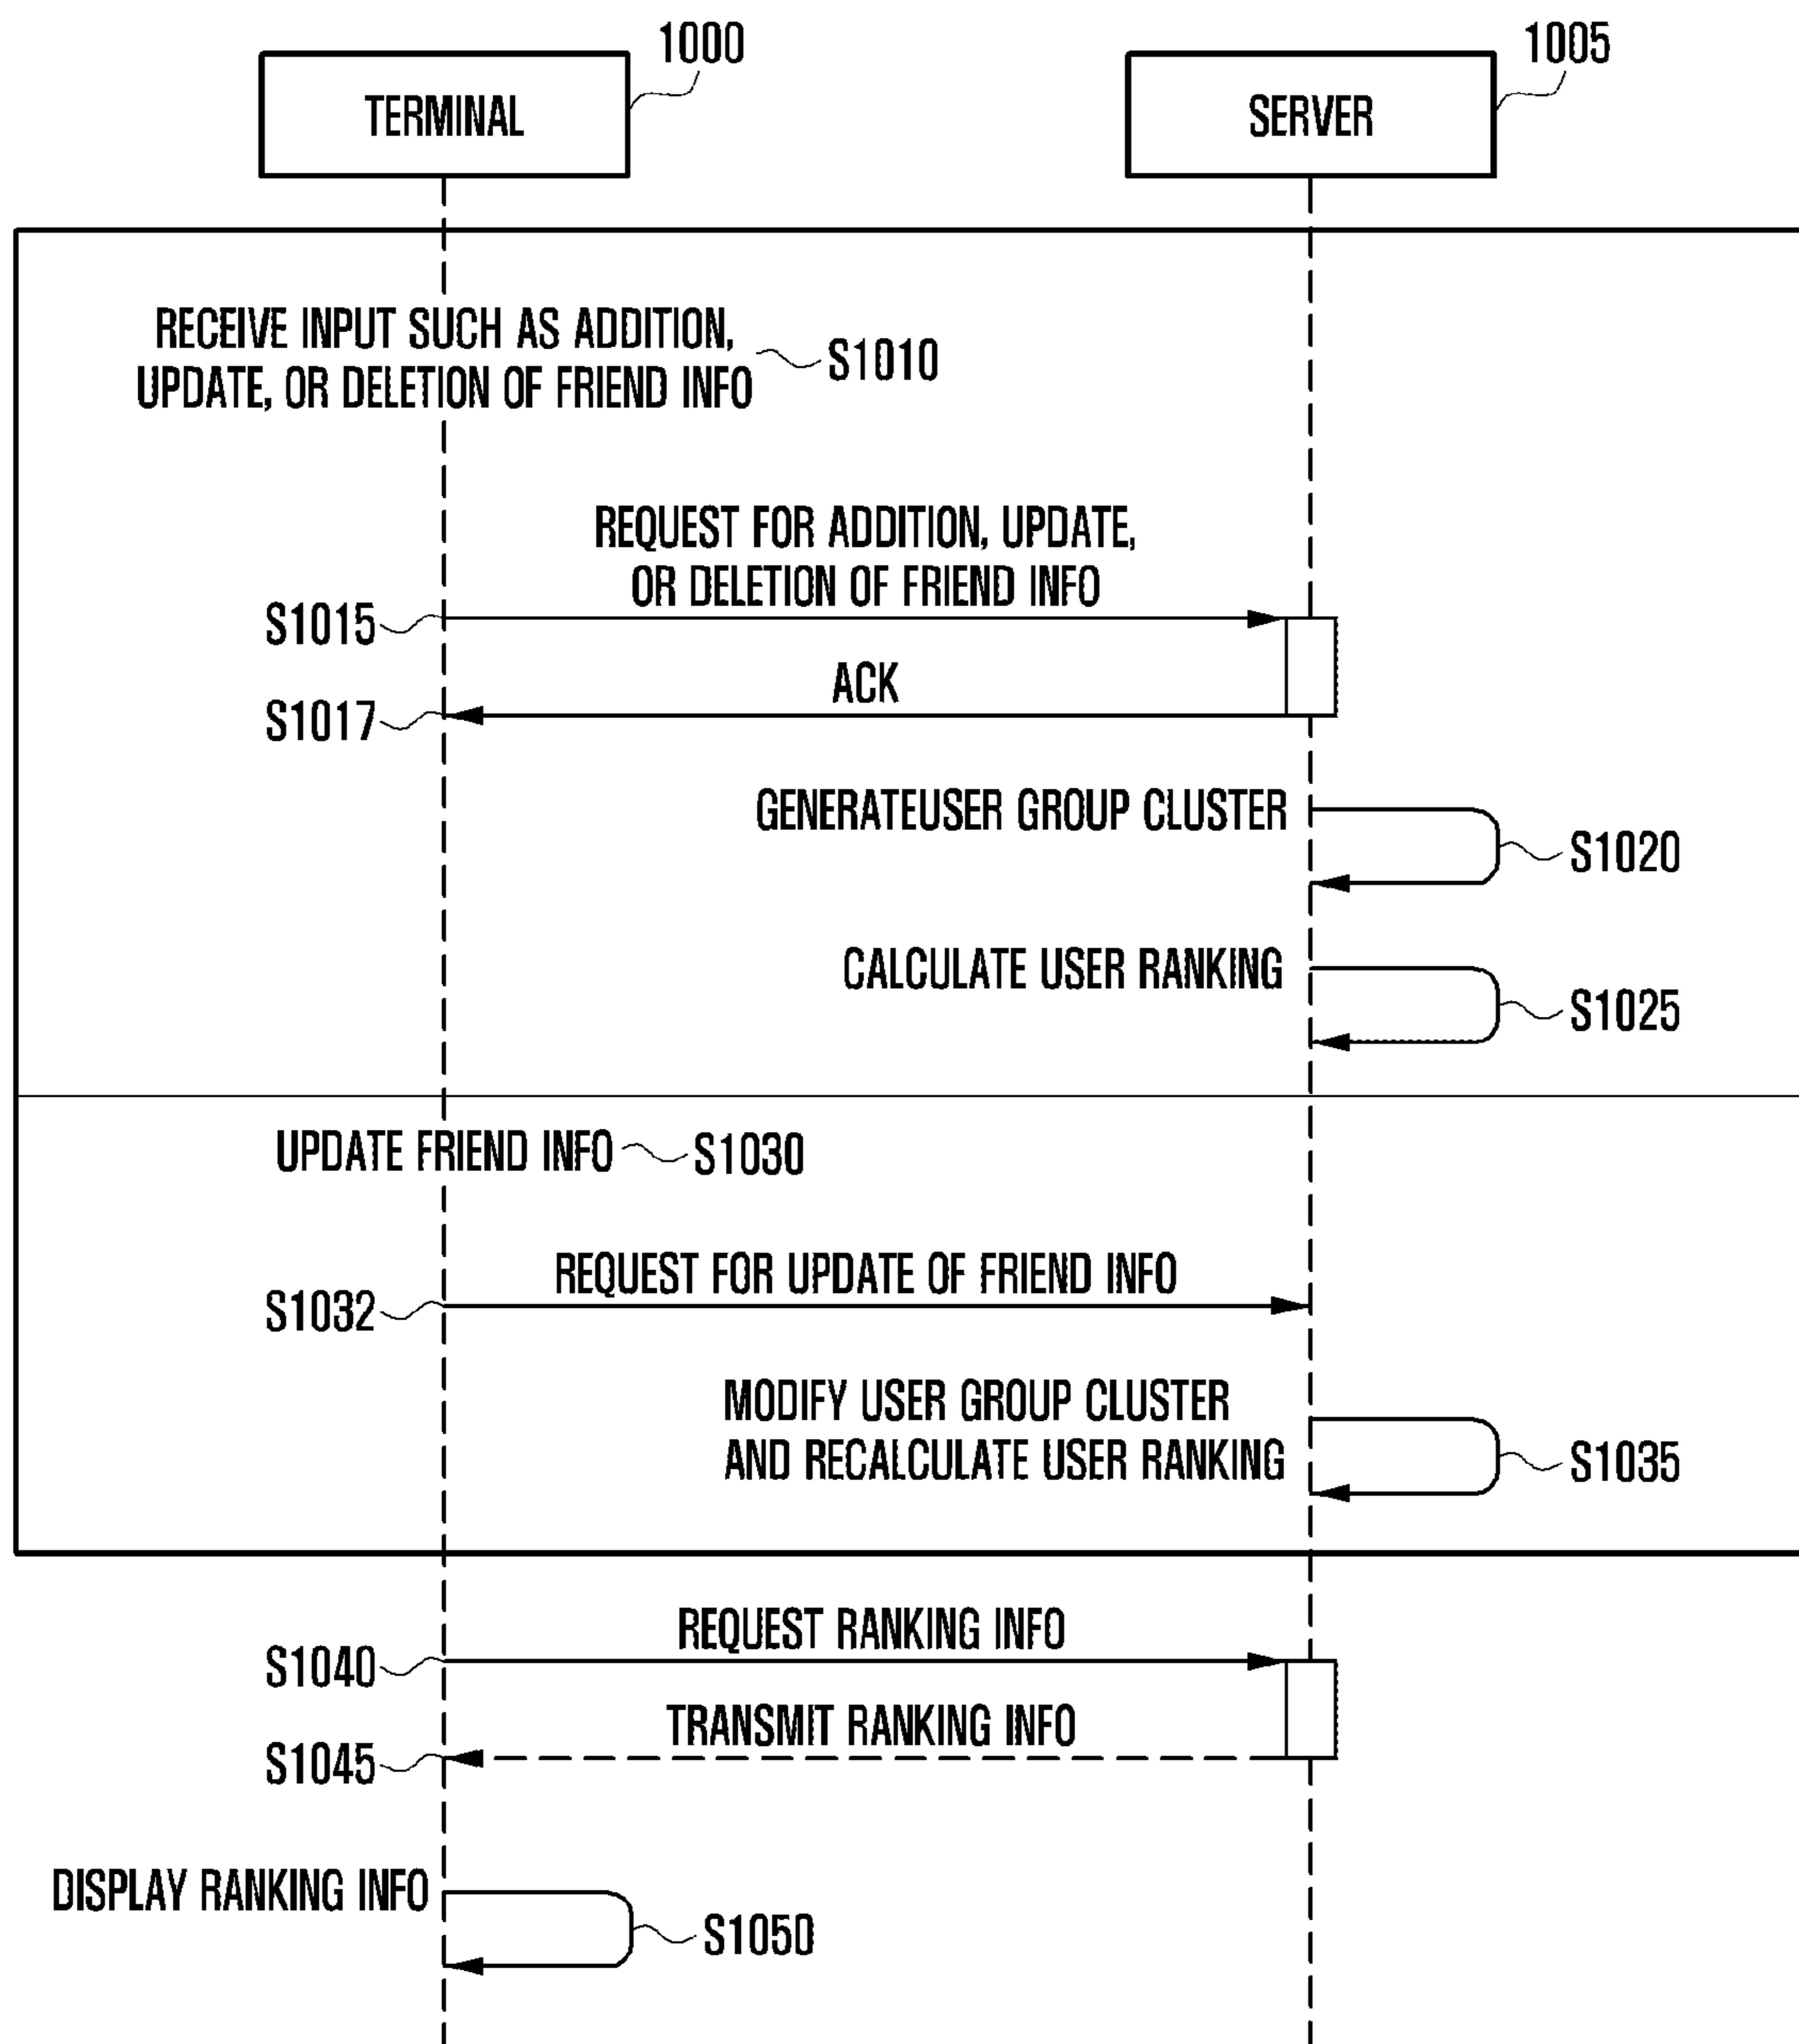 1000
1005
TERMINAL
SERVER
RECEIVE INPUT SUCH AS ADDITION,
UPDATE, OR DELETION OF FRIEND INFO
S1010
REQUEST FOR ADDITION, UPDATE,
OR DELETION OF FRIEND INFO
S1015
ACK
S1017
GENERATEUSER GROUP CLUSTER
S1020
CALCULATE USER RANKING
S1025
UPDATE FRIEND INFO
S1030
REQUEST FOR UPDATE OF FRIEND INFO
S1032
MODIFY USER GROUP CLUSTER
AND RECALCULATE USER RANKING
S1035
REQUEST RANKING INFO
S1040
TRANSMIT RANKING INFO
S1045
DISPLAY RANKING INFO
S1050